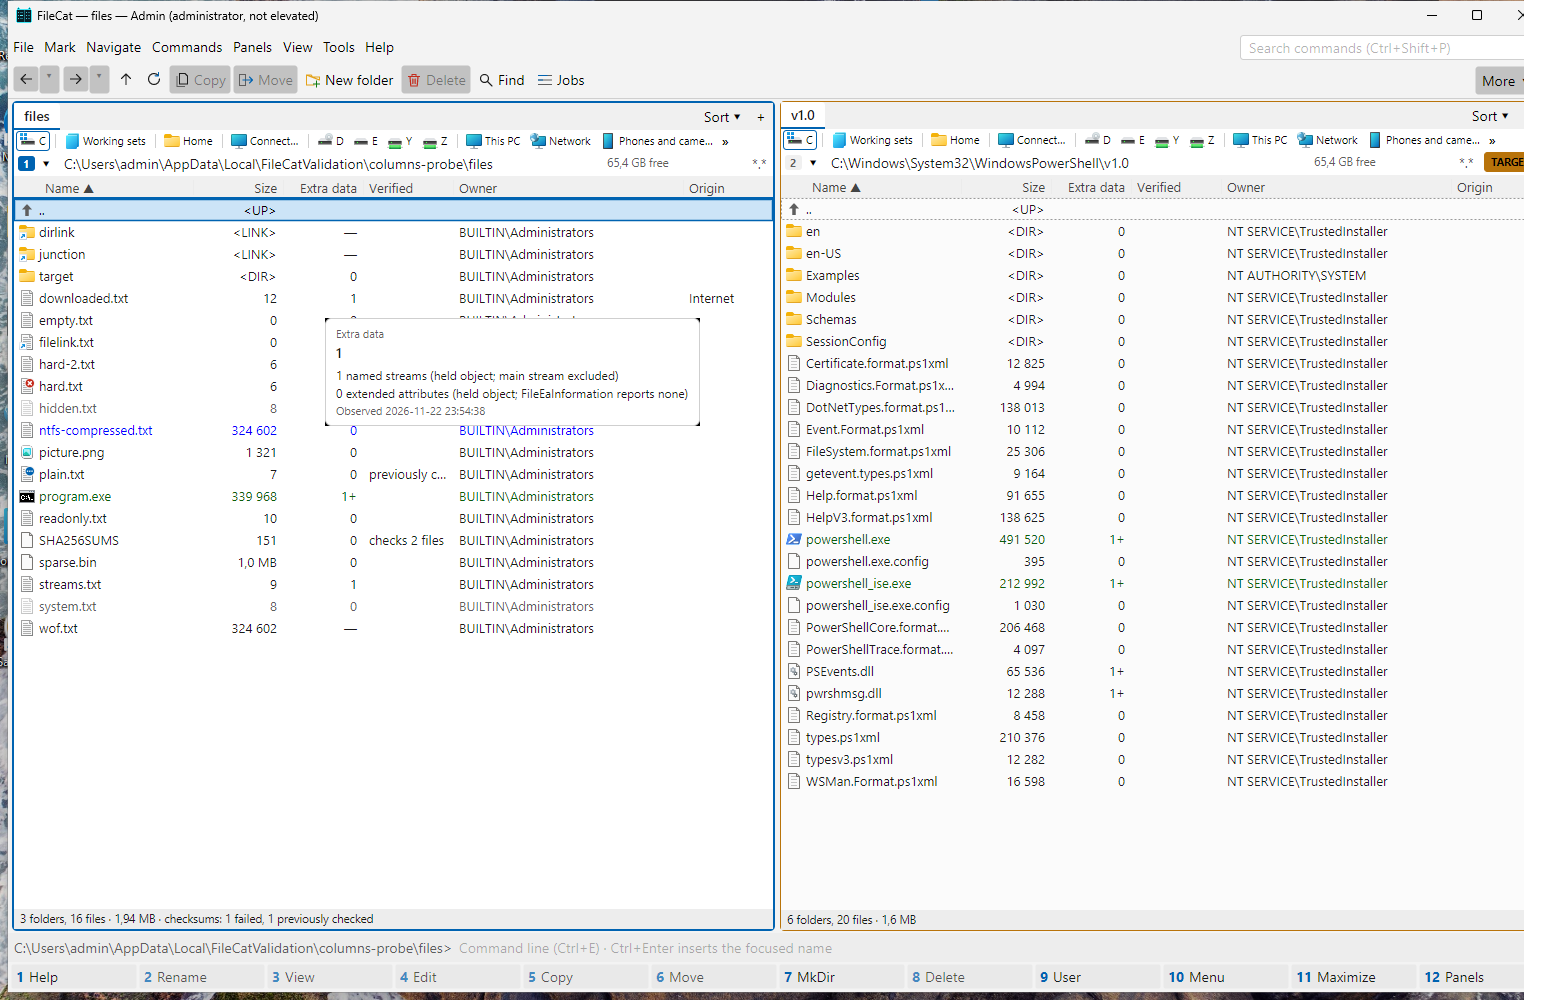 FileCat — files — Admin (administrator, not elevated)
File Mark Navigate Commands Panels View Tools Help
Search commands (Ctrl+Shift+P)
Copy Move New folder Delete Find Jobs More
files Sort ▾ +
C Working sets Home Connect... D E Y Z This PC Network Phones and came... »
1 ▾ C:\Users\admin\AppData\Local\FileCatValidation\columns-probe\files 65,4 GB free *.*
Name ▲ Size Extra data Verified Owner Origin
.. <UP>
dirlink <LINK> — BUILTIN\Administrators
junction <LINK> — BUILTIN\Administrators
target <DIR> 0 BUILTIN\Administrators
downloaded.txt 12 1 BUILTIN\Administrators Internet
empty.txt 0
filelink.txt 0
hard-2.txt 6
hard.txt 6
hidden.txt 8
ntfs-compressed.txt 324 602 0 BUILTIN\Administrators
picture.png 1 321 0 BUILTIN\Administrators
plain.txt 7 0 previously c... BUILTIN\Administrators
program.exe 339 968 1+ BUILTIN\Administrators
readonly.txt 10 0 BUILTIN\Administrators
SHA256SUMS 151 0 checks 2 files BUILTIN\Administrators
sparse.bin 1,0 MB 0 BUILTIN\Administrators
streams.txt 9 1 BUILTIN\Administrators
system.txt 8 0 BUILTIN\Administrators
wof.txt 324 602 — BUILTIN\Administrators
Extra data
1
1 named streams (held object; main stream excluded)
0 extended attributes (held object; FileEaInformation reports none)
Observed 2026-11-22 23:54:38
3 folders, 16 files · 1,94 MB · checksums: 1 failed, 1 previously checked
v1.0 Sort ▾
C Working sets Home Connect... D E Y Z This PC Network Phones and came... »
2 ▾ C:\Windows\System32\WindowsPowerShell\v1.0 65,4 GB free *.* TARGE
Name ▲ Size Extra data Verified Owner Origin
.. <UP>
en <DIR> 0 NT SERVICE\TrustedInstaller
en-US <DIR> 0 NT SERVICE\TrustedInstaller
Examples <DIR> 0 NT AUTHORITY\SYSTEM
Modules <DIR> 0 NT SERVICE\TrustedInstaller
Schemas <DIR> 0 NT SERVICE\TrustedInstaller
SessionConfig <DIR> 0 NT SERVICE\TrustedInstaller
Certificate.format.ps1xml 12 825 0 NT SERVICE\TrustedInstaller
Diagnostics.Format.ps1x... 4 994 0 NT SERVICE\TrustedInstaller
DotNetTypes.format.ps1... 138 013 0 NT SERVICE\TrustedInstaller
Event.Format.ps1xml 10 112 0 NT SERVICE\TrustedInstaller
FileSystem.format.ps1xml 25 306 0 NT SERVICE\TrustedInstaller
getevent.types.ps1xml 9 164 0 NT SERVICE\TrustedInstaller
Help.format.ps1xml 91 655 0 NT SERVICE\TrustedInstaller
HelpV3.format.ps1xml 138 625 0 NT SERVICE\TrustedInstaller
powershell.exe 491 520 1+ NT SERVICE\TrustedInstaller
powershell.exe.config 395 0 NT SERVICE\TrustedInstaller
powershell_ise.exe 212 992 1+ NT SERVICE\TrustedInstaller
powershell_ise.exe.config 1 030 0 NT SERVICE\TrustedInstaller
PowerShellCore.format.... 206 468 0 NT SERVICE\TrustedInstaller
PowerShellTrace.format.... 4 097 0 NT SERVICE\TrustedInstaller
PSEvents.dll 65 536 1+ NT SERVICE\TrustedInstaller
pwrshmsg.dll 12 288 1+ NT SERVICE\TrustedInstaller
Registry.format.ps1xml 8 458 0 NT SERVICE\TrustedInstaller
types.ps1xml 210 376 0 NT SERVICE\TrustedInstaller
typesv3.ps1xml 12 282 0 NT SERVICE\TrustedInstaller
WSMan.Format.ps1xml 16 598 0 NT SERVICE\TrustedInstaller
6 folders, 20 files · 1,6 MB
C:\Users\admin\AppData\Local\FileCatValidation\columns-probe\files> Command line (Ctrl+E) · Ctrl+Enter inserts the focused name
1 Help 2 Rename 3 View 4 Edit 5 Copy 6 Move 7 MkDir 8 Delete 9 User 10 Menu 11 Maximize 12 Panels